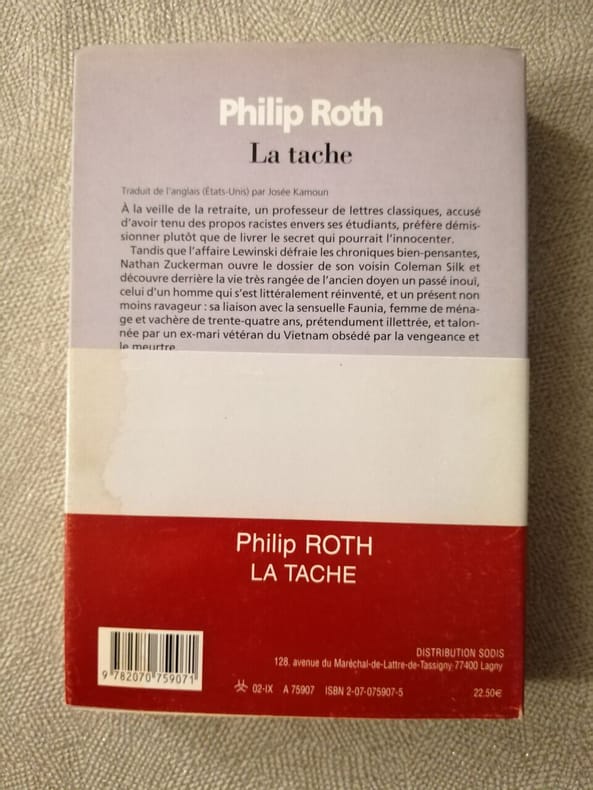 Philip Roth
La tache
Traduit de l'anglais (États-Unis) par Josée Kamoun
À la veille de la retraite, un professeur de lettres classiques, accusé
d'avoir tenu des propos racistes envers ses étudiants, préfère démis-
sionner plutôt que de livrer le secret qui pourrait l'innocenter.
Tandis que l'affaire Lewinski défraie les chroniques bien-pensantes,
Nathan Zuckerman ouvre le dossier de son voisin Coleman Silk et
découvre derrière la vie très rangée de l'ancien doyen un passé inouï,
celui d'un homme qui s'est littéralement réinventé, et un présent non
moins ravageur : sa liaison avec la sensuelle Faunia, femme de ména-
ge et vachère de trente-quatre ans, prétendument illettrée, et talon-
née par un ex-mari vétéran du Vietnam obsédé par la vengeance et
le meurtre.
Philip ROTH
LA TACHE
DISTRIBUTION SODIS
128, avenue du Maréchal-de-Lattre-de-Tassigny 77400 Lagny
9 782070 759071
02-IX A 75907 ISBN 2-07-075907-5 22.50€